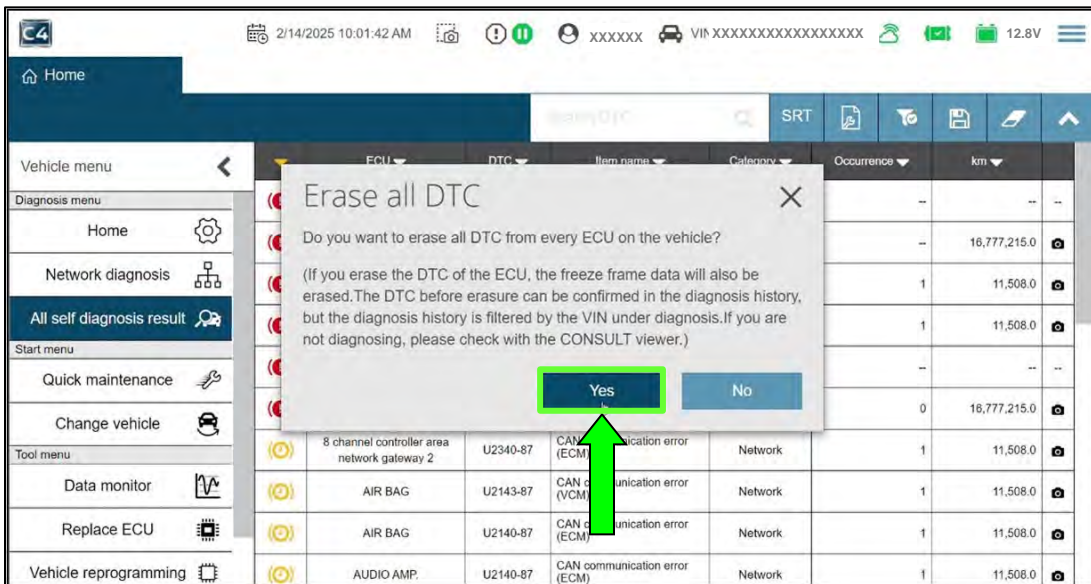 C4
2/14/2025 10:01:42 AM
xxxxxx
VIN XXXXXXXXXXXXXXXXX
12.8V
Home
SRT
Vehicle menu
ECU
DTC
Item name
Category
Occurrence
km
Diagnosis menu
Home
Network diagnosis
All self diagnosis result
Start menu
Quick maintenance
Change vehicle
Tool menu
Data monitor
Replace ECU
Vehicle reprogramming
Erase all DTC
Do you want to erase all DTC from every ECU on the vehicle?
(If you erase the DTC of the ECU, the freeze frame data will also be
erased.The DTC before erasure can be confirmed in the diagnosis history,
but the diagnosis history is filtered by the VIN under diagnosis.If you are
not diagnosing, please check with the CONSULT viewer.)
Yes
No
-- -- --
-- 16,777,215.0
1 11,508.0
1 11,508.0
-- -- --
0 16,777,215.0
8 channel controller area
network gateway 2
U2340-87
CAN communication error
(ECM)
Network
1 11,508.0
AIR BAG
U2143-87
CAN communication error
(VCM)
Network
1 11,508.0
AIR BAG
U2140-87
CAN communication error
(ECM)
Network
1 11,508.0
AUDIO AMP.
U2140-87
CAN communication error
(ECM)
Network
1 11,508.0